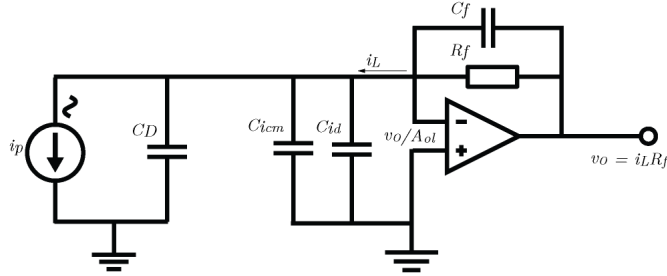 Cf
Rf
iL
CD
Cicm
Cid
ip
vO/Aol
-
+
vO = iLRf